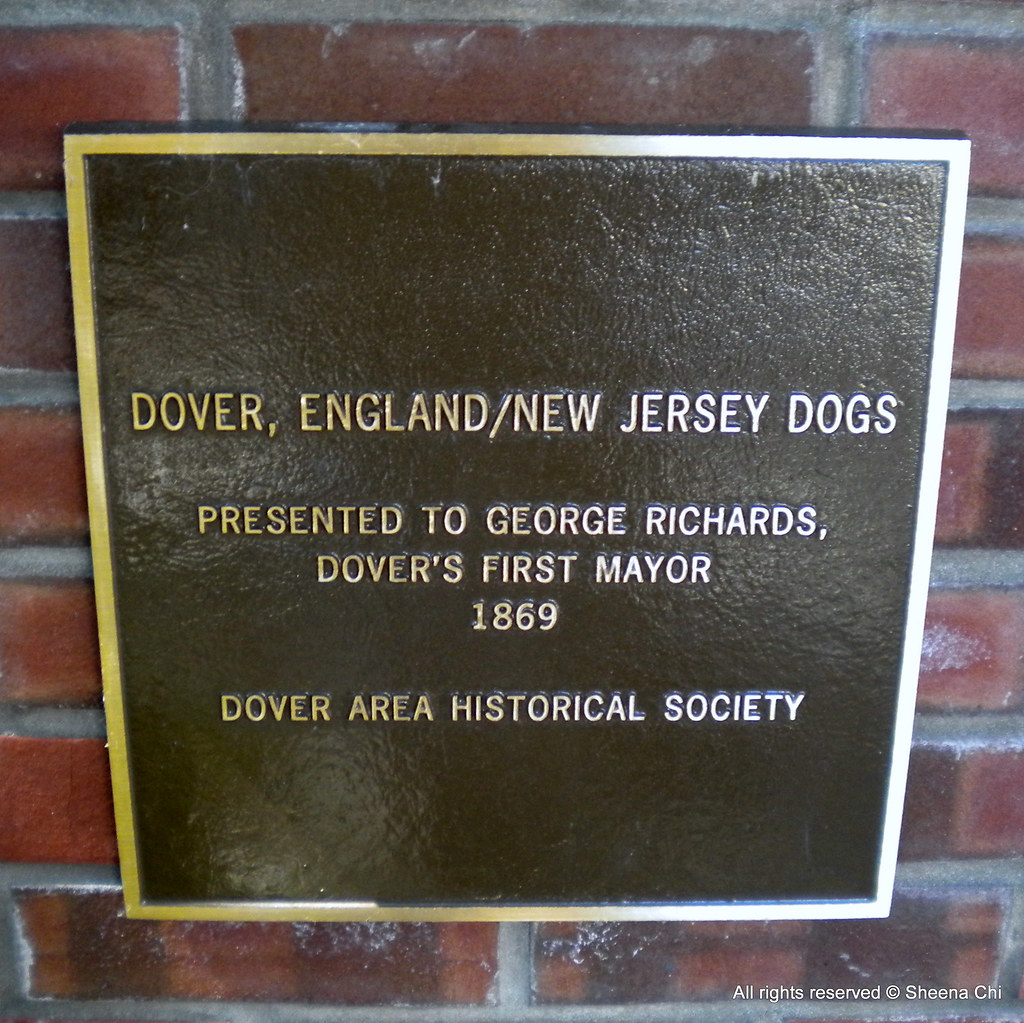 DOVER, ENGLAND/NEW JERSEY DOGS
PRESENTED TO GEORGE RICHARDS,
DOVER'S FIRST MAYOR
1869
DOVER AREA HISTORICAL SOCIETY
All rights reserved © Sheena Chi